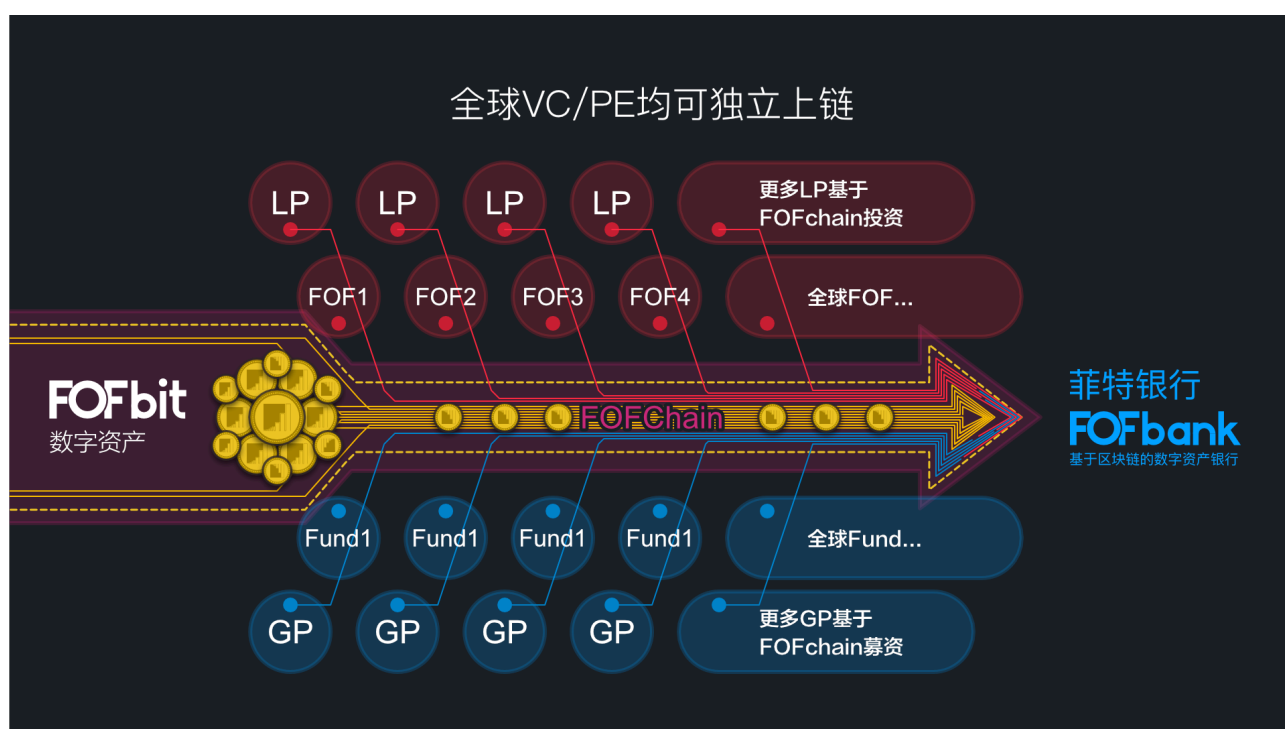 全球VC/PE均可独立上链
LP
LP
LP
LP
更多LP基于
FOFchain投资
FOF1
FOF2
FOF3
FOF4
全球FOF...
FOFbit
数字资产
FOFChain
菲特银行
FOFbank
基于区块链的数字资产银行
Fund1
Fund1
Fund1
Fund1
全球Fund...
GP
GP
GP
GP
更多GP基于
FOFchain募资